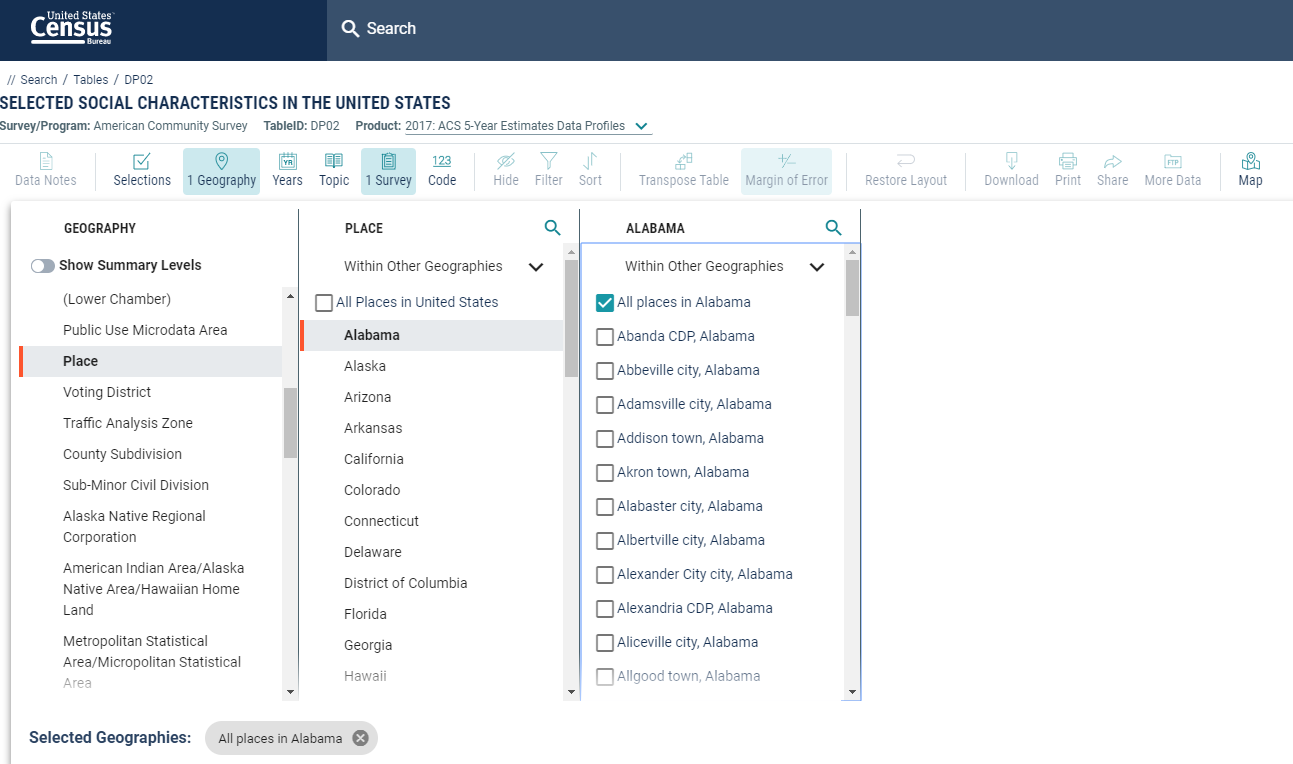 United States
Census
Bureau
Search
// Search / Tables / DP02
SELECTED SOCIAL CHARACTERISTICS IN THE UNITED STATES
Survey/Program: American Community Survey TableID: DP02 Product: 2017: ACS 5-Year Estimates Data Profiles
Data Notes Selections 1 Geography YR Years Topic 1 Survey 123 Code Hide Filter Sort Transpose Table +/- Margin of Error Restore Layout Download Print Share FTP More Data Map
GEOGRAPHY
Show Summary Levels
(Lower Chamber)
Public Use Microdata Area
Place
Voting District
Traffic Analysis Zone
County Subdivision
Sub-Minor Civil Division
Alaska Native Regional
Corporation
American Indian Area/Alaska
Native Area/Hawaiian Home
Land
Metropolitan Statistical
Area/Micropolitan Statistical
Area
PLACE
Within Other Geographies
All Places in United States
Alabama
Alaska
Arizona
Arkansas
California
Colorado
Connecticut
Delaware
District of Columbia
Florida
Georgia
Hawaii
ALABAMA
Within Other Geographies
All places in Alabama
Abanda CDP, Alabama
Abbeville city, Alabama
Adamsville city, Alabama
Addison town, Alabama
Akron town, Alabama
Alabaster city, Alabama
Albertville city, Alabama
Alexander City city, Alabama
Alexandria CDP, Alabama
Aliceville city, Alabama
Allgood town, Alabama
Selected Geographies: All places in Alabama